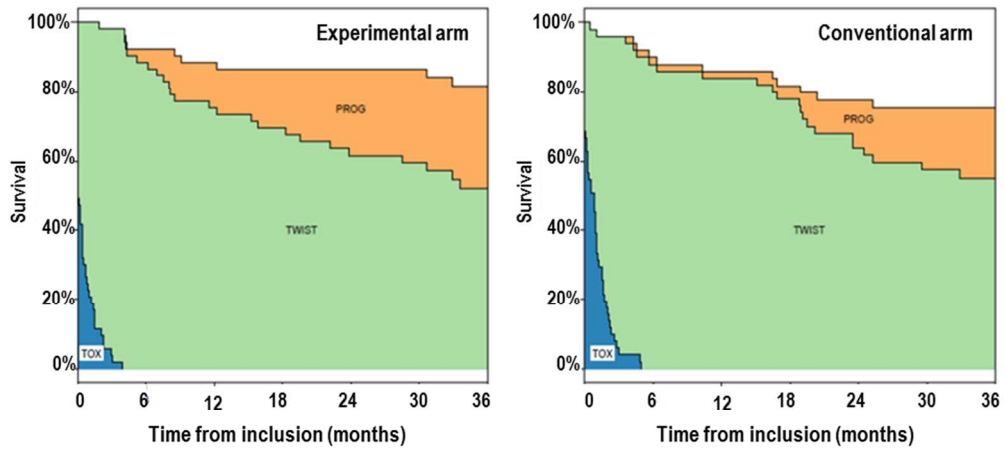 Experimental arm
100%
80%
60%
40%
20%
0%
Survival
PROG
TWIST
TOX
0 6 12 18 24 30 36
Time from inclusion (months)
Conventional arm
100%
80%
60%
40%
20%
0%
Survival
PROG
TWIST
TOX
0 6 12 18 24 30 36
Time from inclusion (months)